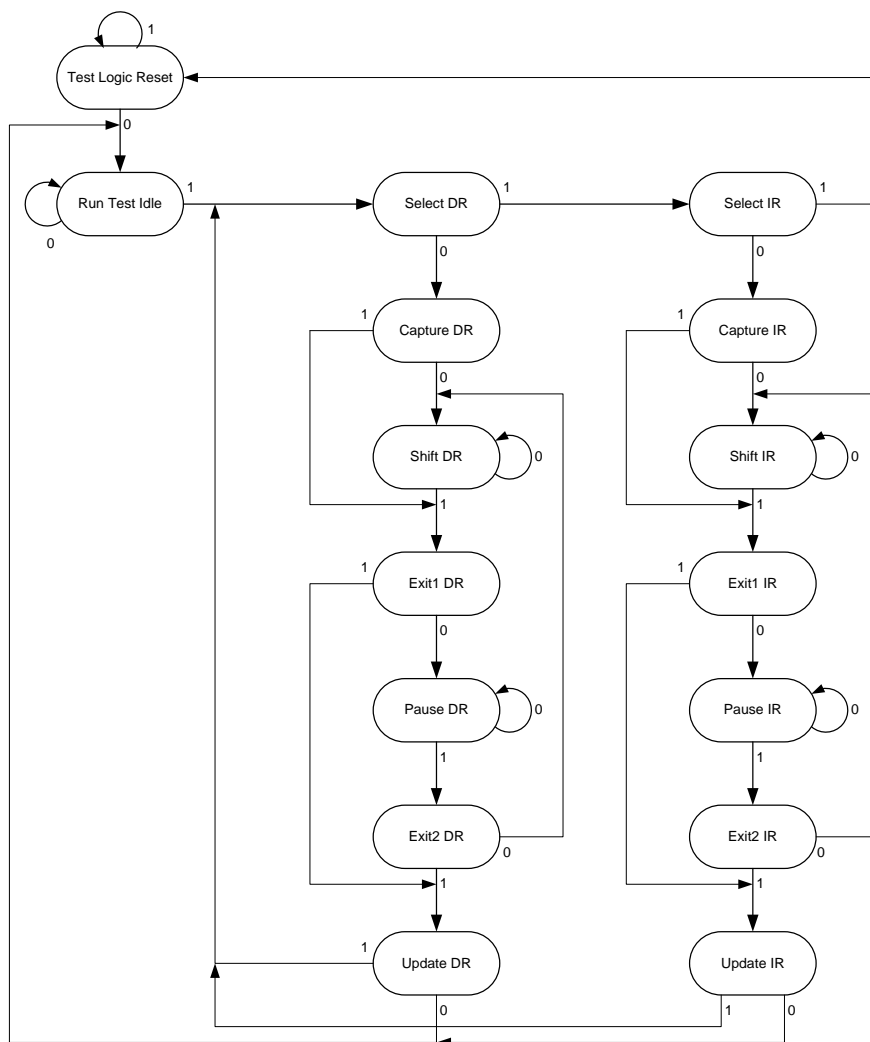 1
Test Logic Reset
0
Run Test Idle
1
0
Select DR
1
Select IR
1
0
0
1
Capture DR
1
Capture IR
0
0
Shift DR
0
Shift IR
0
1
1
1
Exit1 DR
1
Exit1 IR
0
0
Pause DR
0
Pause IR
0
1
1
Exit2 DR
0
Exit2 IR
0
1
1
1
Update DR
Update IR
0
1
0